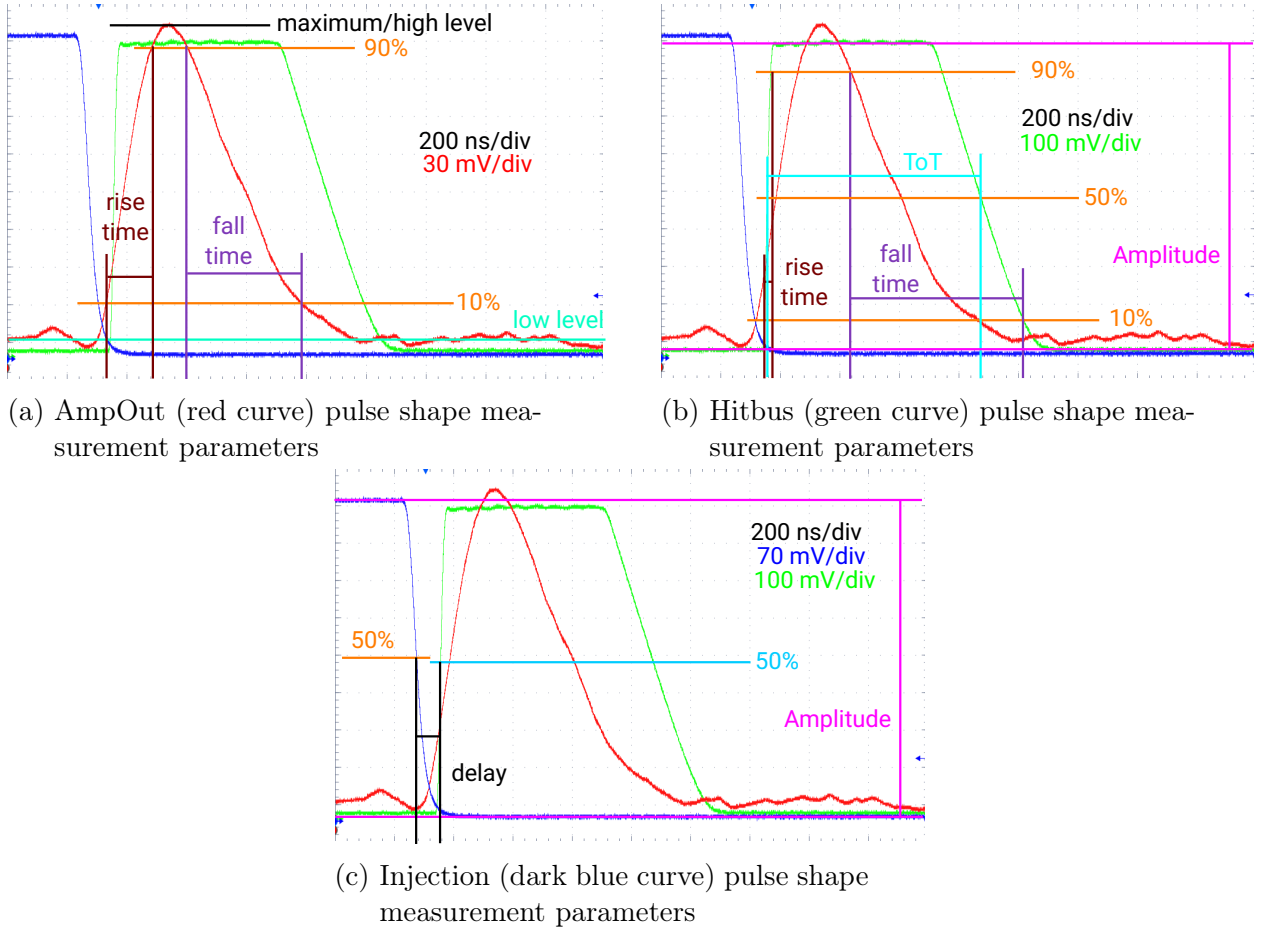 maximum/high level
90%
200 ns/div
30 mV/div
rise
time
fall
time
10%
low level
(a) AmpOut (red curve) pulse shape mea-
surement parameters
90%
200 ns/div
100 mV/div
ToT
50%
Amplitude
fall
time
rise
time
10%
(b) Hitbus (green curve) pulse shape mea-
surement parameters
200 ns/div
70 mV/div
100 mV/div
50%
50%
Amplitude
delay
(c) Injection (dark blue curve) pulse shape
measurement parameters